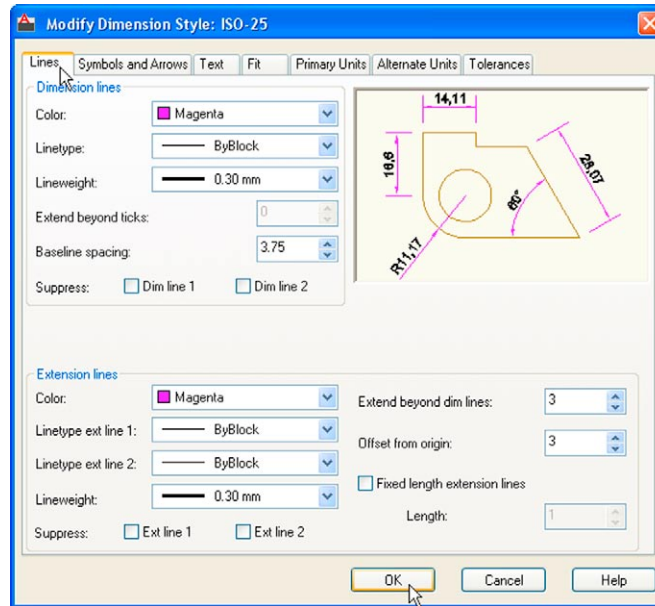 Modify Dimension Style: ISO-25
Lines Symbols and Arrows Text Fit Primary Units Alternate Units Tolerances
Dimension lines
Color: Magenta
Linetype: ByBlock
Lineweight: 0.30 mm
Extend beyond ticks: 0
Baseline spacing: 3.75
Suppress: Dim line 1 Dim line 2
14,11
16,6
28,07
60°
R11,17
Extension lines
Color: Magenta
Linetype ext line 1: ByBlock
Linetype ext line 2: ByBlock
Lineweight: 0.30 mm
Suppress: Ext line 1 Ext line 2
Extend beyond dim lines: 3
Offset from origin: 3
Fixed length extension lines
Length: 1
OK Cancel Help